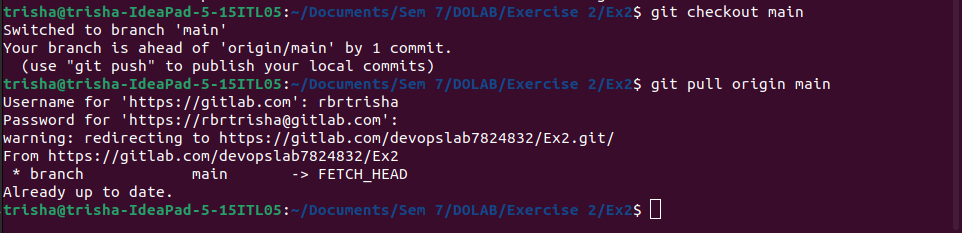 trisha@trisha-IdeaPad-5-15ITL05:~/Documents/Sem 7/DOLAB/Exercise 2/Ex2$ git checkout main
Switched to branch 'main'
Your branch is ahead of 'origin/main' by 1 commit.
  (use "git push" to publish your local commits)
trisha@trisha-IdeaPad-5-15ITL05:~/Documents/Sem 7/DOLAB/Exercise 2/Ex2$ git pull origin main
Username for 'https://gitlab.com': rbrtrisha
Password for 'https://rbrtrisha@gitlab.com':
warning: redirecting to https://gitlab.com/devopslab7824832/Ex2.git/
From https://gitlab.com/devopslab7824832/Ex2
 * branch            main       -> FETCH_HEAD
Already up to date.
trisha@trisha-IdeaPad-5-15ITL05:~/Documents/Sem 7/DOLAB/Exercise 2/Ex2$